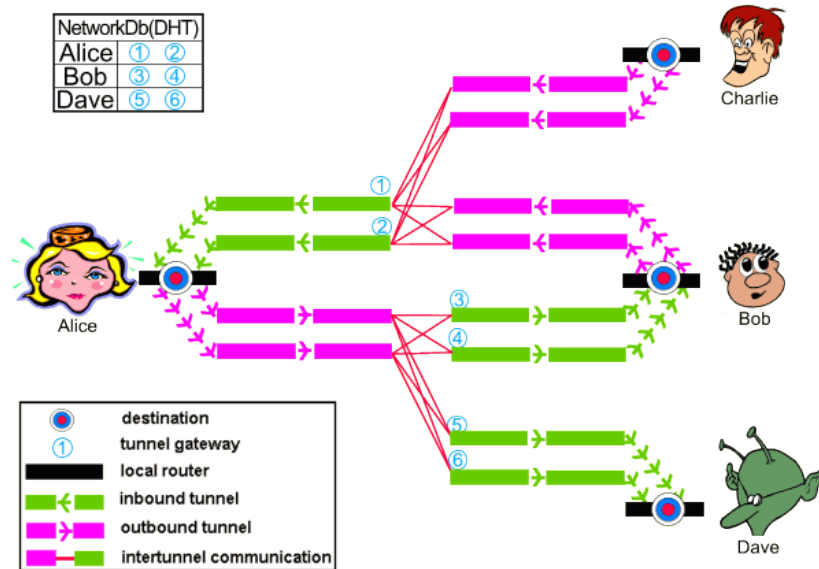 NetworkDb(DHT)
Alice ① ②
Bob ③ ④
Dave ⑤ ⑥
Charlie
①
②
Alice
③
④
Bob
⑤
⑥
Dave
destination
① tunnel gateway
local router
inbound tunnel
outbound tunnel
intertunnel communication